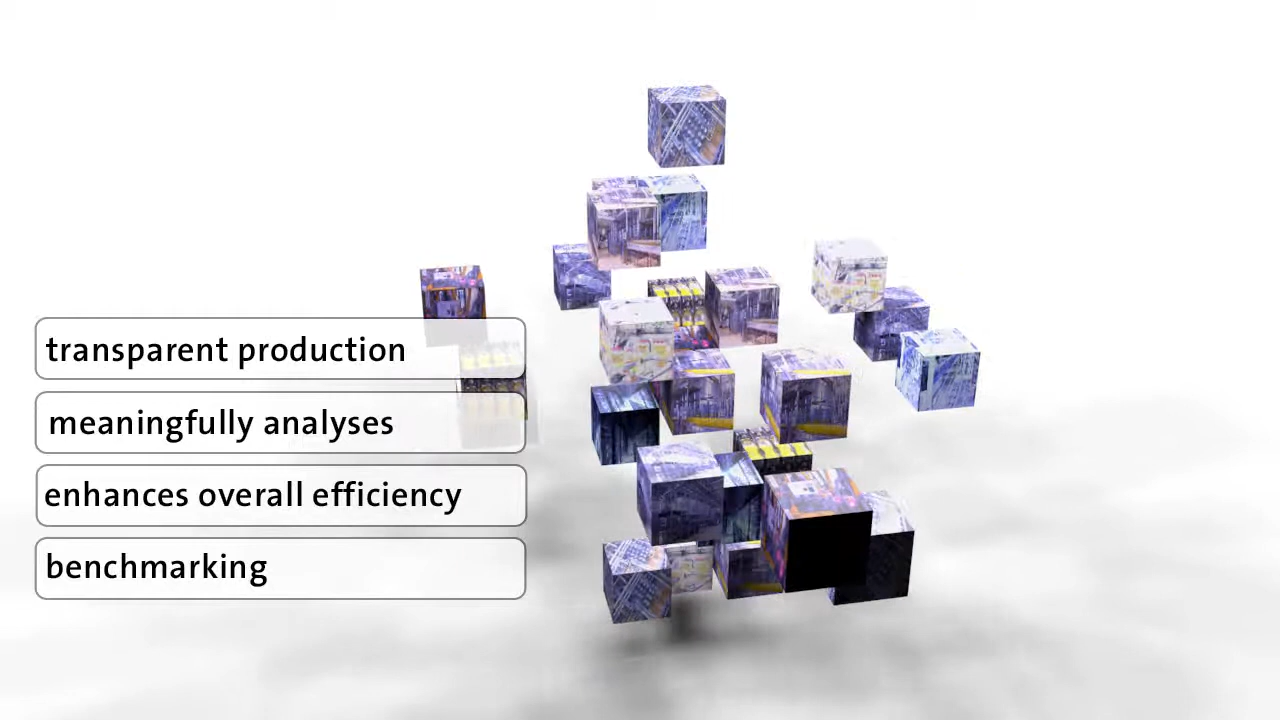 transparent production
meaningfully analyses
enhances overall efficiency
benchmarking